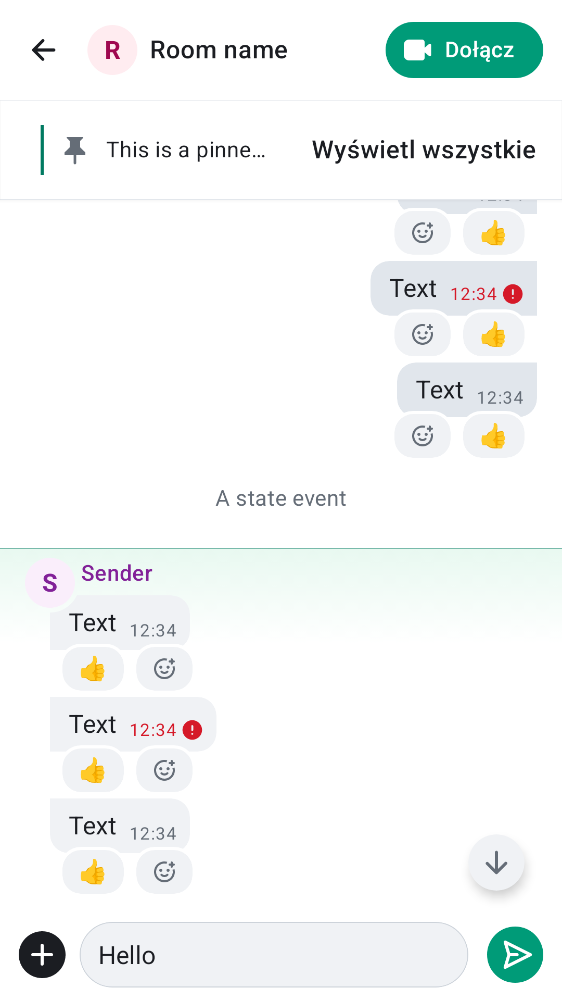 R Room name Dołącz
This is a pinne... Wyświetl wszystkie
Text 12:34
Text 12:34
A state event
S Sender
Text 12:34
Text 12:34
Text 12:34
Hello